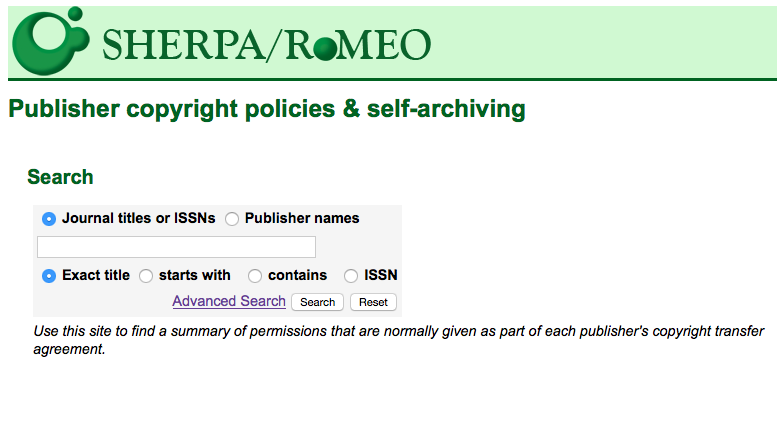 SHERPA/RoMEO
Publisher copyright policies & self-archiving
Search
Journal titles or ISSNs Publisher names
Exact title starts with contains ISSN
Advanced Search Search Reset
Use this site to find a summary of permissions that are normally given as part of each publisher's copyright transfer
agreement.